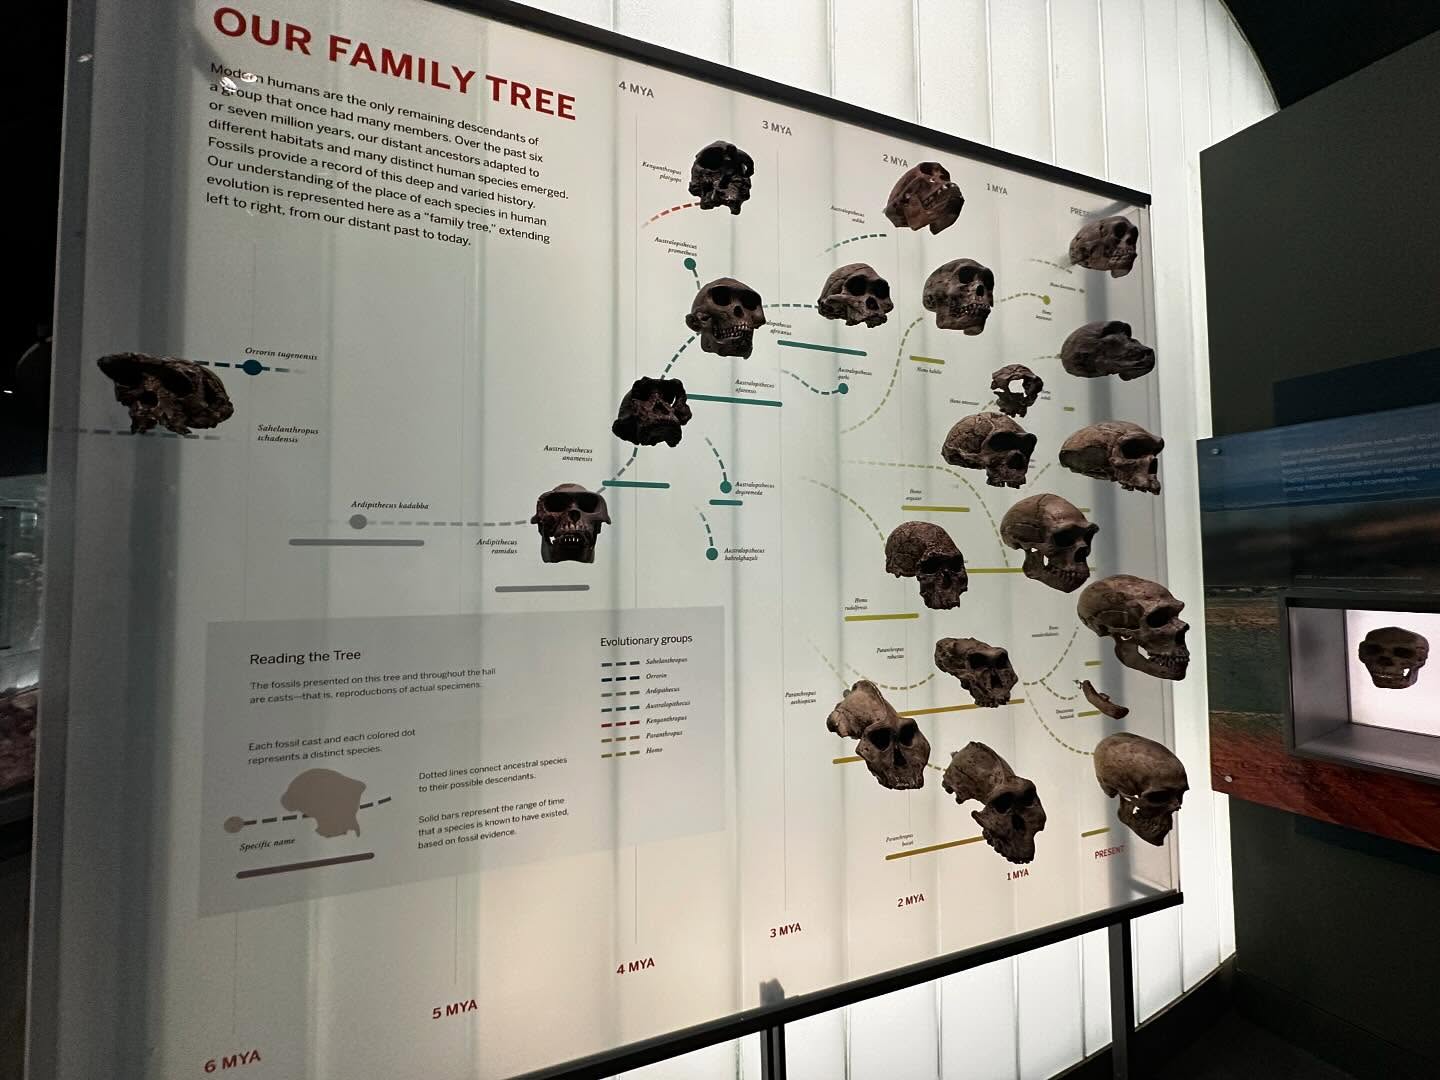 OUR FAMILY TREE
Modern humans are the only remaining descendants of
a group that once had many members. Over the past six
or seven million years, our distant ancestors adapted to
different habitats and many distinct human species emerged.
Fossils provide a record of this deep and varied history.
Our understanding of the place of each species in human
evolution is represented here as a "family tree," extending
left to right, from our distant past to today.
4 MYA
3 MYA
2 MYA
1 MYA
Kenyanthropus
platyops
Australopithecus
sediba
Australopithecus
prometheus
africanus
Australopithecus
garhi
Homo habilis
Orrorin tugenensis
Sahelanthropus
tchadensis
Australopithecus
afarensis
Homo antecessor
Australopithecus
anamensis
Australopithecus
deyiremeda
Homo
ergaster
Ardipithecus kadabba
Ardipithecus
ramidus
Australopithecus
bahrelghazali
Homo
rudolfensis
Homo
neanderthalensis
Paranthropus
robustus
Paranthropus
aethiopicus
Paranthropus
boisei
Reading the Tree
The fossils presented on this tree and throughout the hall
are casts—that is, reproductions of actual specimens.
Each fossil cast and each colored dot
represents a distinct species.
Specific name
Dotted lines connect ancestral species
to their possible descendants.
Solid bars represent the range of time
that a species is known to have existed,
based on fossil evidence.
Evolutionary groups
Sahelanthropus
Orrorin
Ardipithecus
Australopithecus
Kenyanthropus
Paranthropus
Homo
6 MYA
5 MYA
4 MYA
3 MYA
2 MYA
1 MYA
PRESENT